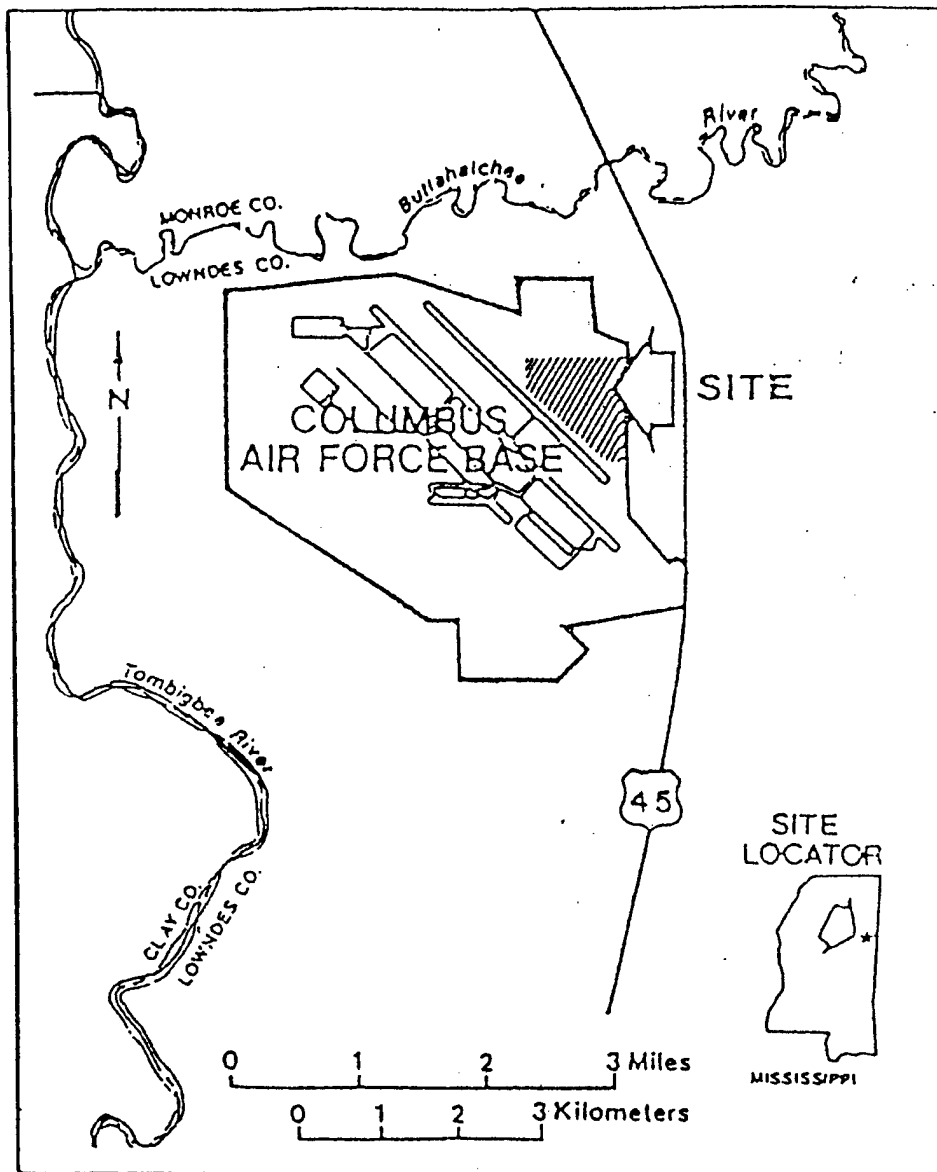 River
Buttahatchee
MONROE CO.
LOWNDES CO.
N
SITE
COLUMBUS
AIR FORCE BASE
Tombigbee River
45
SITE
LOCATOR
CLAY CO.
LOWNDES CO.
0 1 2 3 Miles
MISSISSIPPI
0 1 2 3 Kilometers